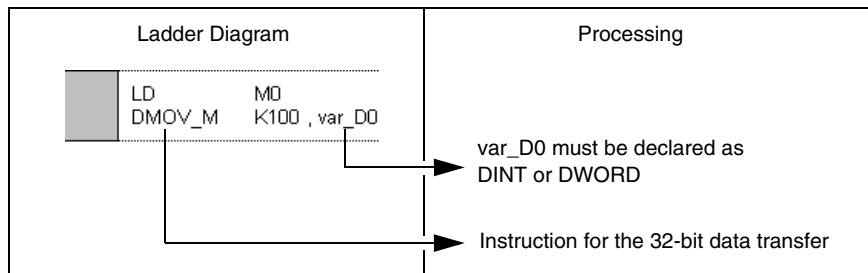 Ladder Diagram
Processing
LD M0
DMOV_M K100 , var_D0
var_D0 must be declared as
DINT or DWORD
Instruction for the 32-bit data transfer